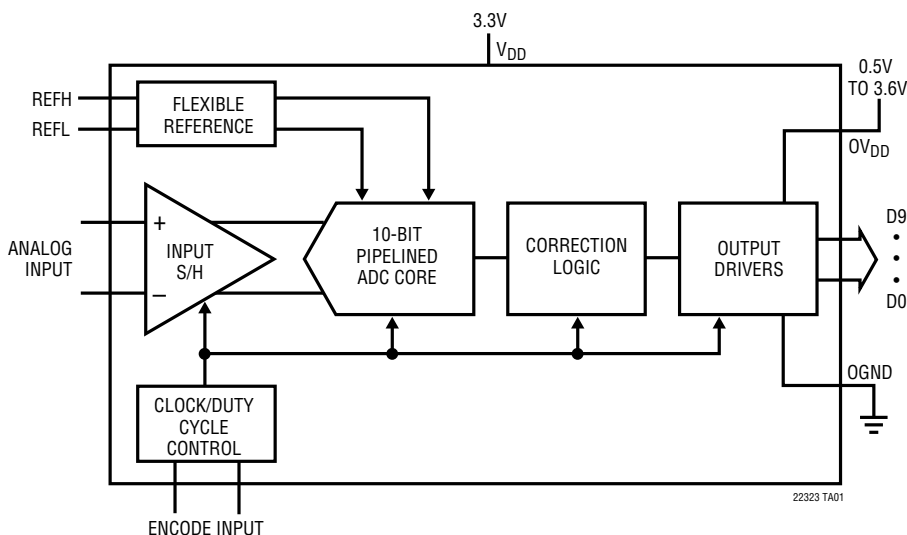 3.3V
VDD
0.5V
TO 3.6V
OVDD
REFH
REFL
FLEXIBLE
REFERENCE
ANALOG
INPUT
+
–
INPUT
S/H
10-BIT
PIPELINED
ADC CORE
CORRECTION
LOGIC
OUTPUT
DRIVERS
D9
•
•
•
D0
OGND
CLOCK/DUTY
CYCLE
CONTROL
ENCODE INPUT
22323 TA01